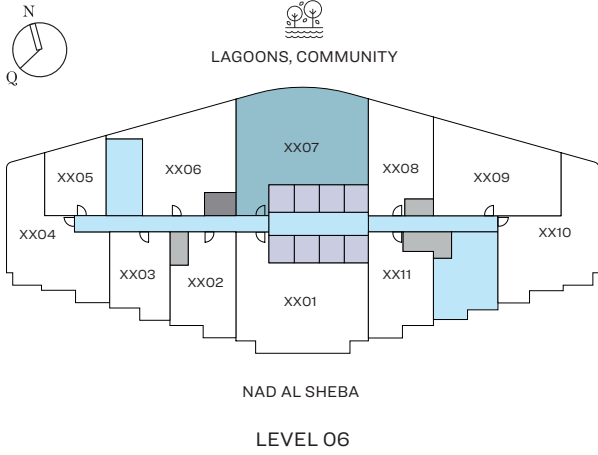 N
Q
LAGOONS, COMMUNITY
XX07
XX06
XX08
XX05
XX09
XX04
XX10
XX03
XX02
XX11
XX01
NAD AL SHEBA
LEVEL 06